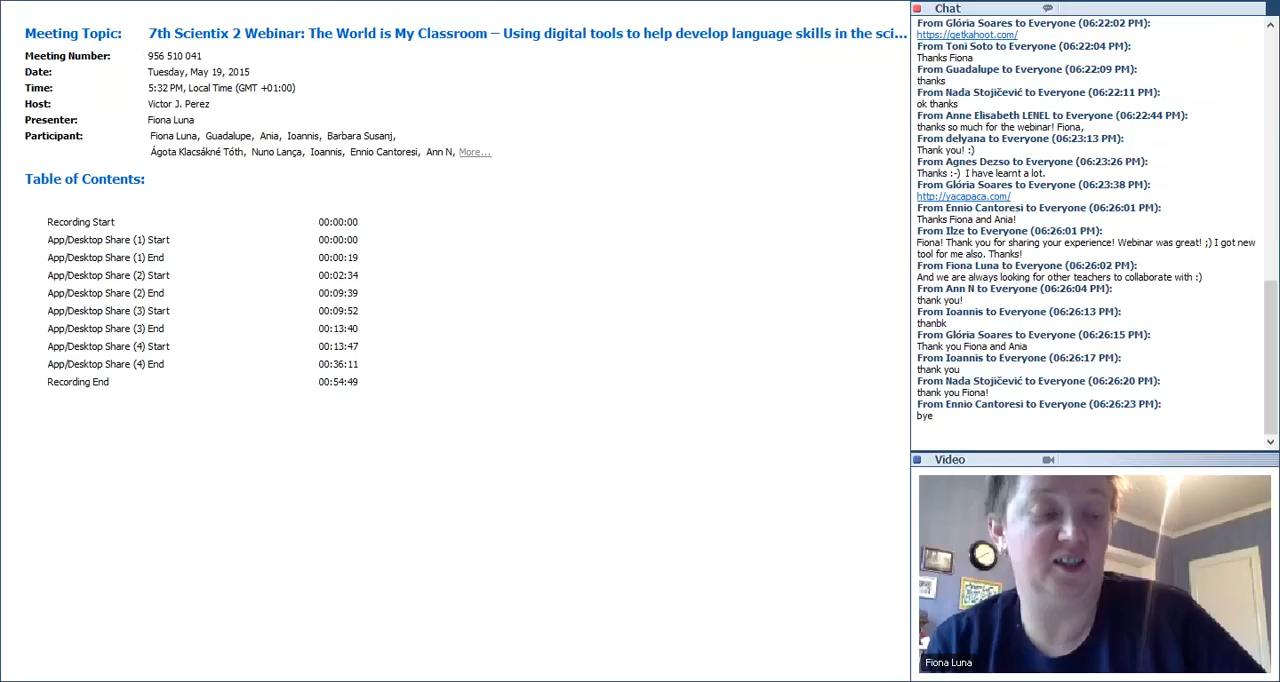 Meeting Topic: 7th Scientix 2 Webinar: The World is My Classroom – Using digital tools to help develop language skills in the sci...
Meeting Number: 956 510 041
Date: Tuesday, May 19, 2015
Time: 5:32 PM, Local Time (GMT +01:00)
Host: Victor J. Perez
Presenter: Fiona Luna
Participant: Fiona Luna, Guadalupe, Ania, Ioannis, Barbara Susanj,
Ágota Klacsákné Tóth, Nuno Lança, Ioannis, Ennio Cantoresi, Ann N, More...
Table of Contents:
Recording Start 00:00:00
App/Desktop Share (1) Start 00:00:00
App/Desktop Share (1) End 00:00:19
App/Desktop Share (2) Start 00:02:34
App/Desktop Share (2) End 00:09:39
App/Desktop Share (3) Start 00:09:52
App/Desktop Share (3) End 00:13:40
App/Desktop Share (4) Start 00:13:47
App/Desktop Share (4) End 00:36:11
Recording End 00:54:49
Chat
From Glória Soares to Everyone (06:22:02 PM):
https://getkahoot.com/
From Toni Soto to Everyone (06:22:04 PM):
Thanks Fiona
From Guadalupe to Everyone (06:22:09 PM):
thanks
From Nada Stojičević to Everyone (06:22:11 PM):
ok thanks
From Anne Elisabeth LENEL to Everyone (06:22:44 PM):
thanks so much for the webinar! Fiona,
From delyana to Everyone (06:23:13 PM):
Thank you! :)
From Agnes Dezso to Everyone (06:23:26 PM):
Thanks :-) I have learnt a lot.
From Glória Soares to Everyone (06:23:38 PM):
http://yacapaca.com/
From Ennio Cantoresi to Everyone (06:26:01 PM):
Thanks Fiona and Ania!
From Ilze to Everyone (06:26:01 PM):
Fiona! Thank you for sharing your experience! Webinar was great! ;) I got new
tool for me also. Thanks!
From Fiona Luna to Everyone (06:26:02 PM):
And we are always looking for other teachers to collaborate with :)
From Ann N to Everyone (06:26:04 PM):
thank you!
From Ioannis to Everyone (06:26:13 PM):
thanbk
From Glória Soares to Everyone (06:26:15 PM):
Thank you Fiona and Ania
From Ioannis to Everyone (06:26:17 PM):
thank you
From Nada Stojičević to Everyone (06:26:20 PM):
thank you Fiona!
From Ennio Cantoresi to Everyone (06:26:23 PM):
bye
Video
Fiona Luna